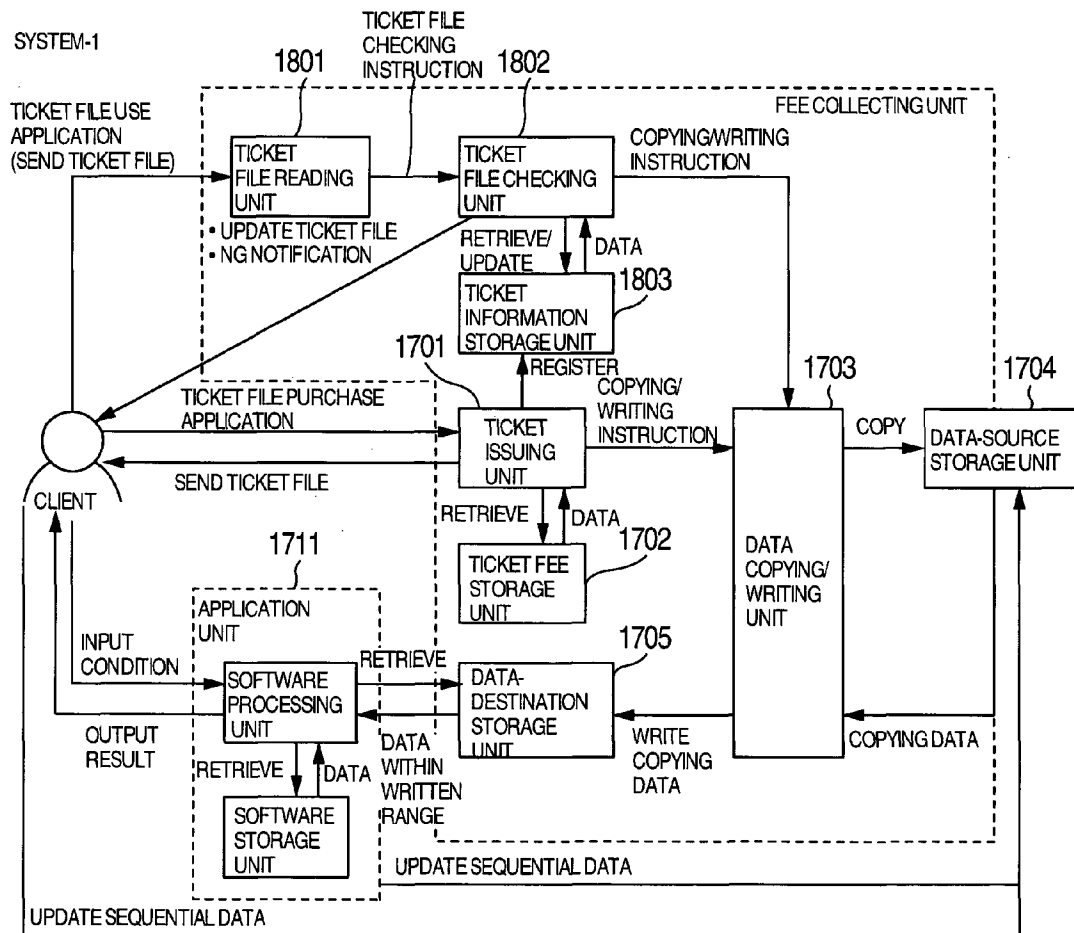 SYSTEM-1
TICKET FILE
CHECKING
INSTRUCTION
1801
1802
TICKET FILE USE
APPLICATION
(SEND TICKET FILE)
FEE COLLECTING UNIT
TICKET
FILE READING
UNIT
TICKET
FILE CHECKING
UNIT
COPYING/WRITING
INSTRUCTION
• UPDATE TICKET FILE
• NG NOTIFICATION
RETRIEVE/
UPDATE
DATA
1803
TICKET
INFORMATION
STORAGE UNIT
1701
REGISTER
1703
1704
TICKET FILE PURCHASE
APPLICATION
COPYING/
WRITING
INSTRUCTION
TICKET
ISSUING
UNIT
COPY
DATA-SOURCE
STORAGE UNIT
SEND TICKET FILE
CLIENT
RETRIEVE
DATA
1702
TICKET FEE
STORAGE
UNIT
DATA
COPYING/
WRITING
UNIT
1711
APPLICATION
UNIT
1705
INPUT
CONDITION
RETRIEVE
SOFTWARE
PROCESSING
UNIT
DATA-
DESTINATION
STORAGE
UNIT
OUTPUT
RESULT
DATA
WITHIN
WRITTEN
RANGE
WRITE
COPYING
DATA
COPYING DATA
RETRIEVE
DATA
SOFTWARE
STORAGE
UNIT
UPDATE SEQUENTIAL DATA
UPDATE SEQUENTIAL DATA